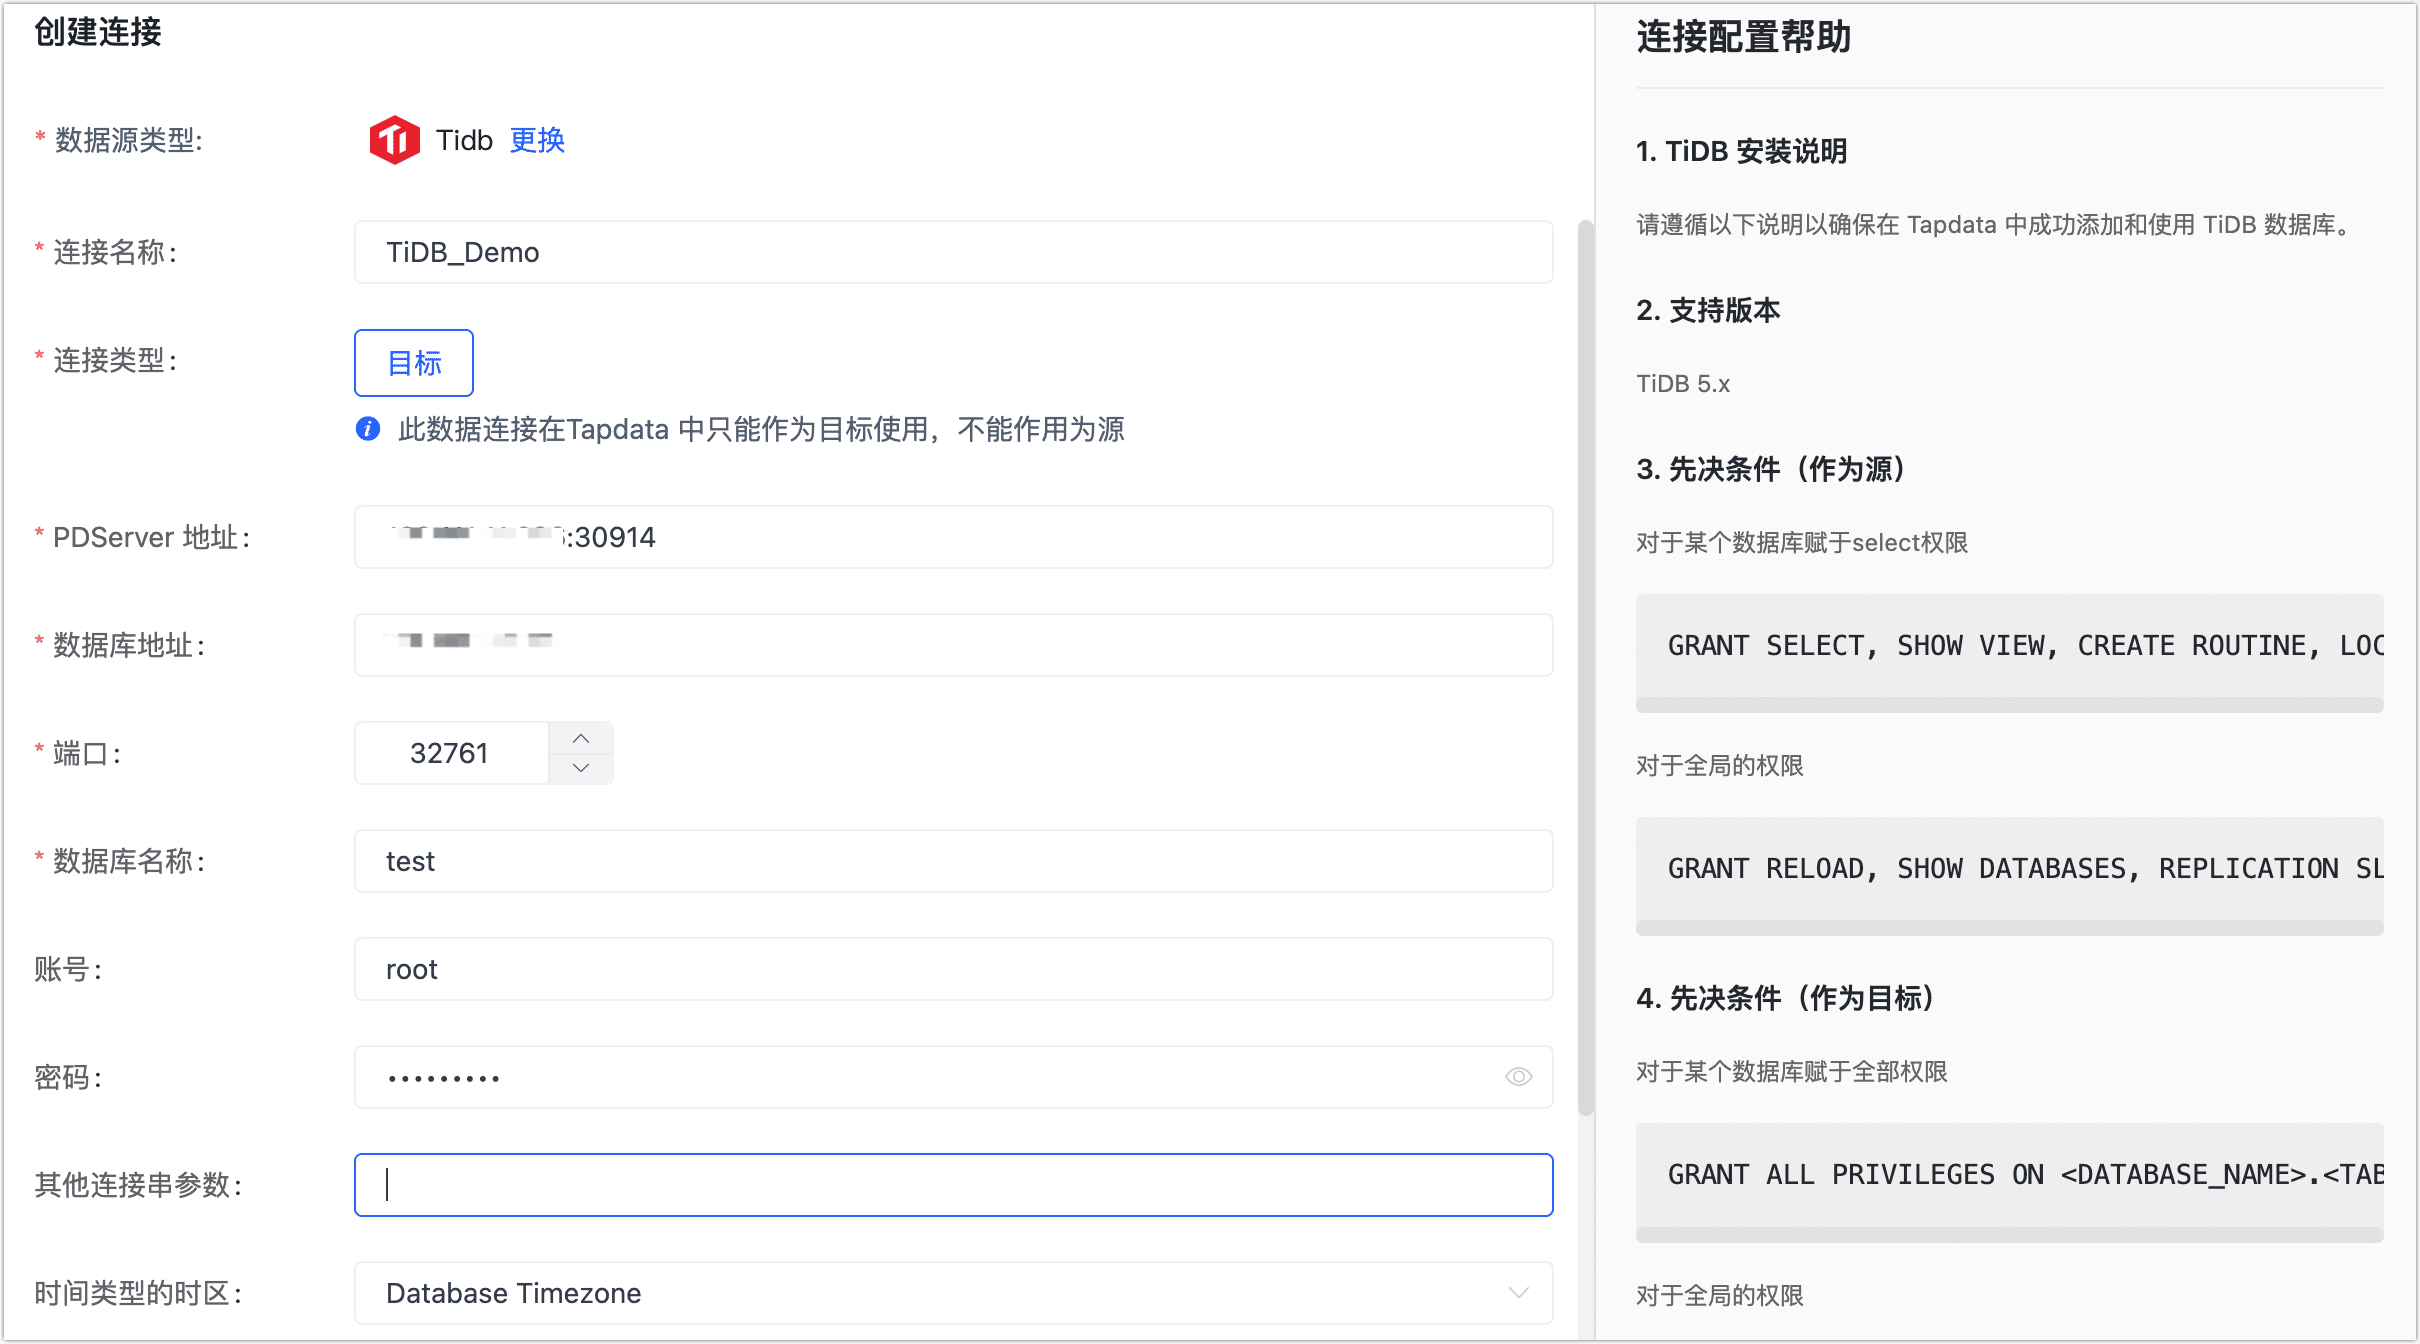 创建连接
* 数据源类型:
Tidb 更换
* 连接名称:
TiDB_Demo
* 连接类型:
目标
此数据连接在Tapdata 中只能作为目标使用，不能作用为源
* PDServer 地址:
:30914
* 数据库地址:
* 端口:
32761
* 数据库名称:
test
账号:
root
密码:
•••••••••
其他连接串参数:
时间类型的时区:
Database Timezone
连接配置帮助
1. TiDB 安装说明
请遵循以下说明以确保在 Tapdata 中成功添加和使用 TiDB 数据库。
2. 支持版本
TiDB 5.x
3. 先决条件（作为源）
对于某个数据库赋于select权限
GRANT SELECT, SHOW VIEW, CREATE ROUTINE, LOC
对于全局的权限
GRANT RELOAD, SHOW DATABASES, REPLICATION SL
4. 先决条件（作为目标）
对于某个数据库赋于全部权限
GRANT ALL PRIVILEGES ON <DATABASE_NAME>.<TAB
对于全局的权限